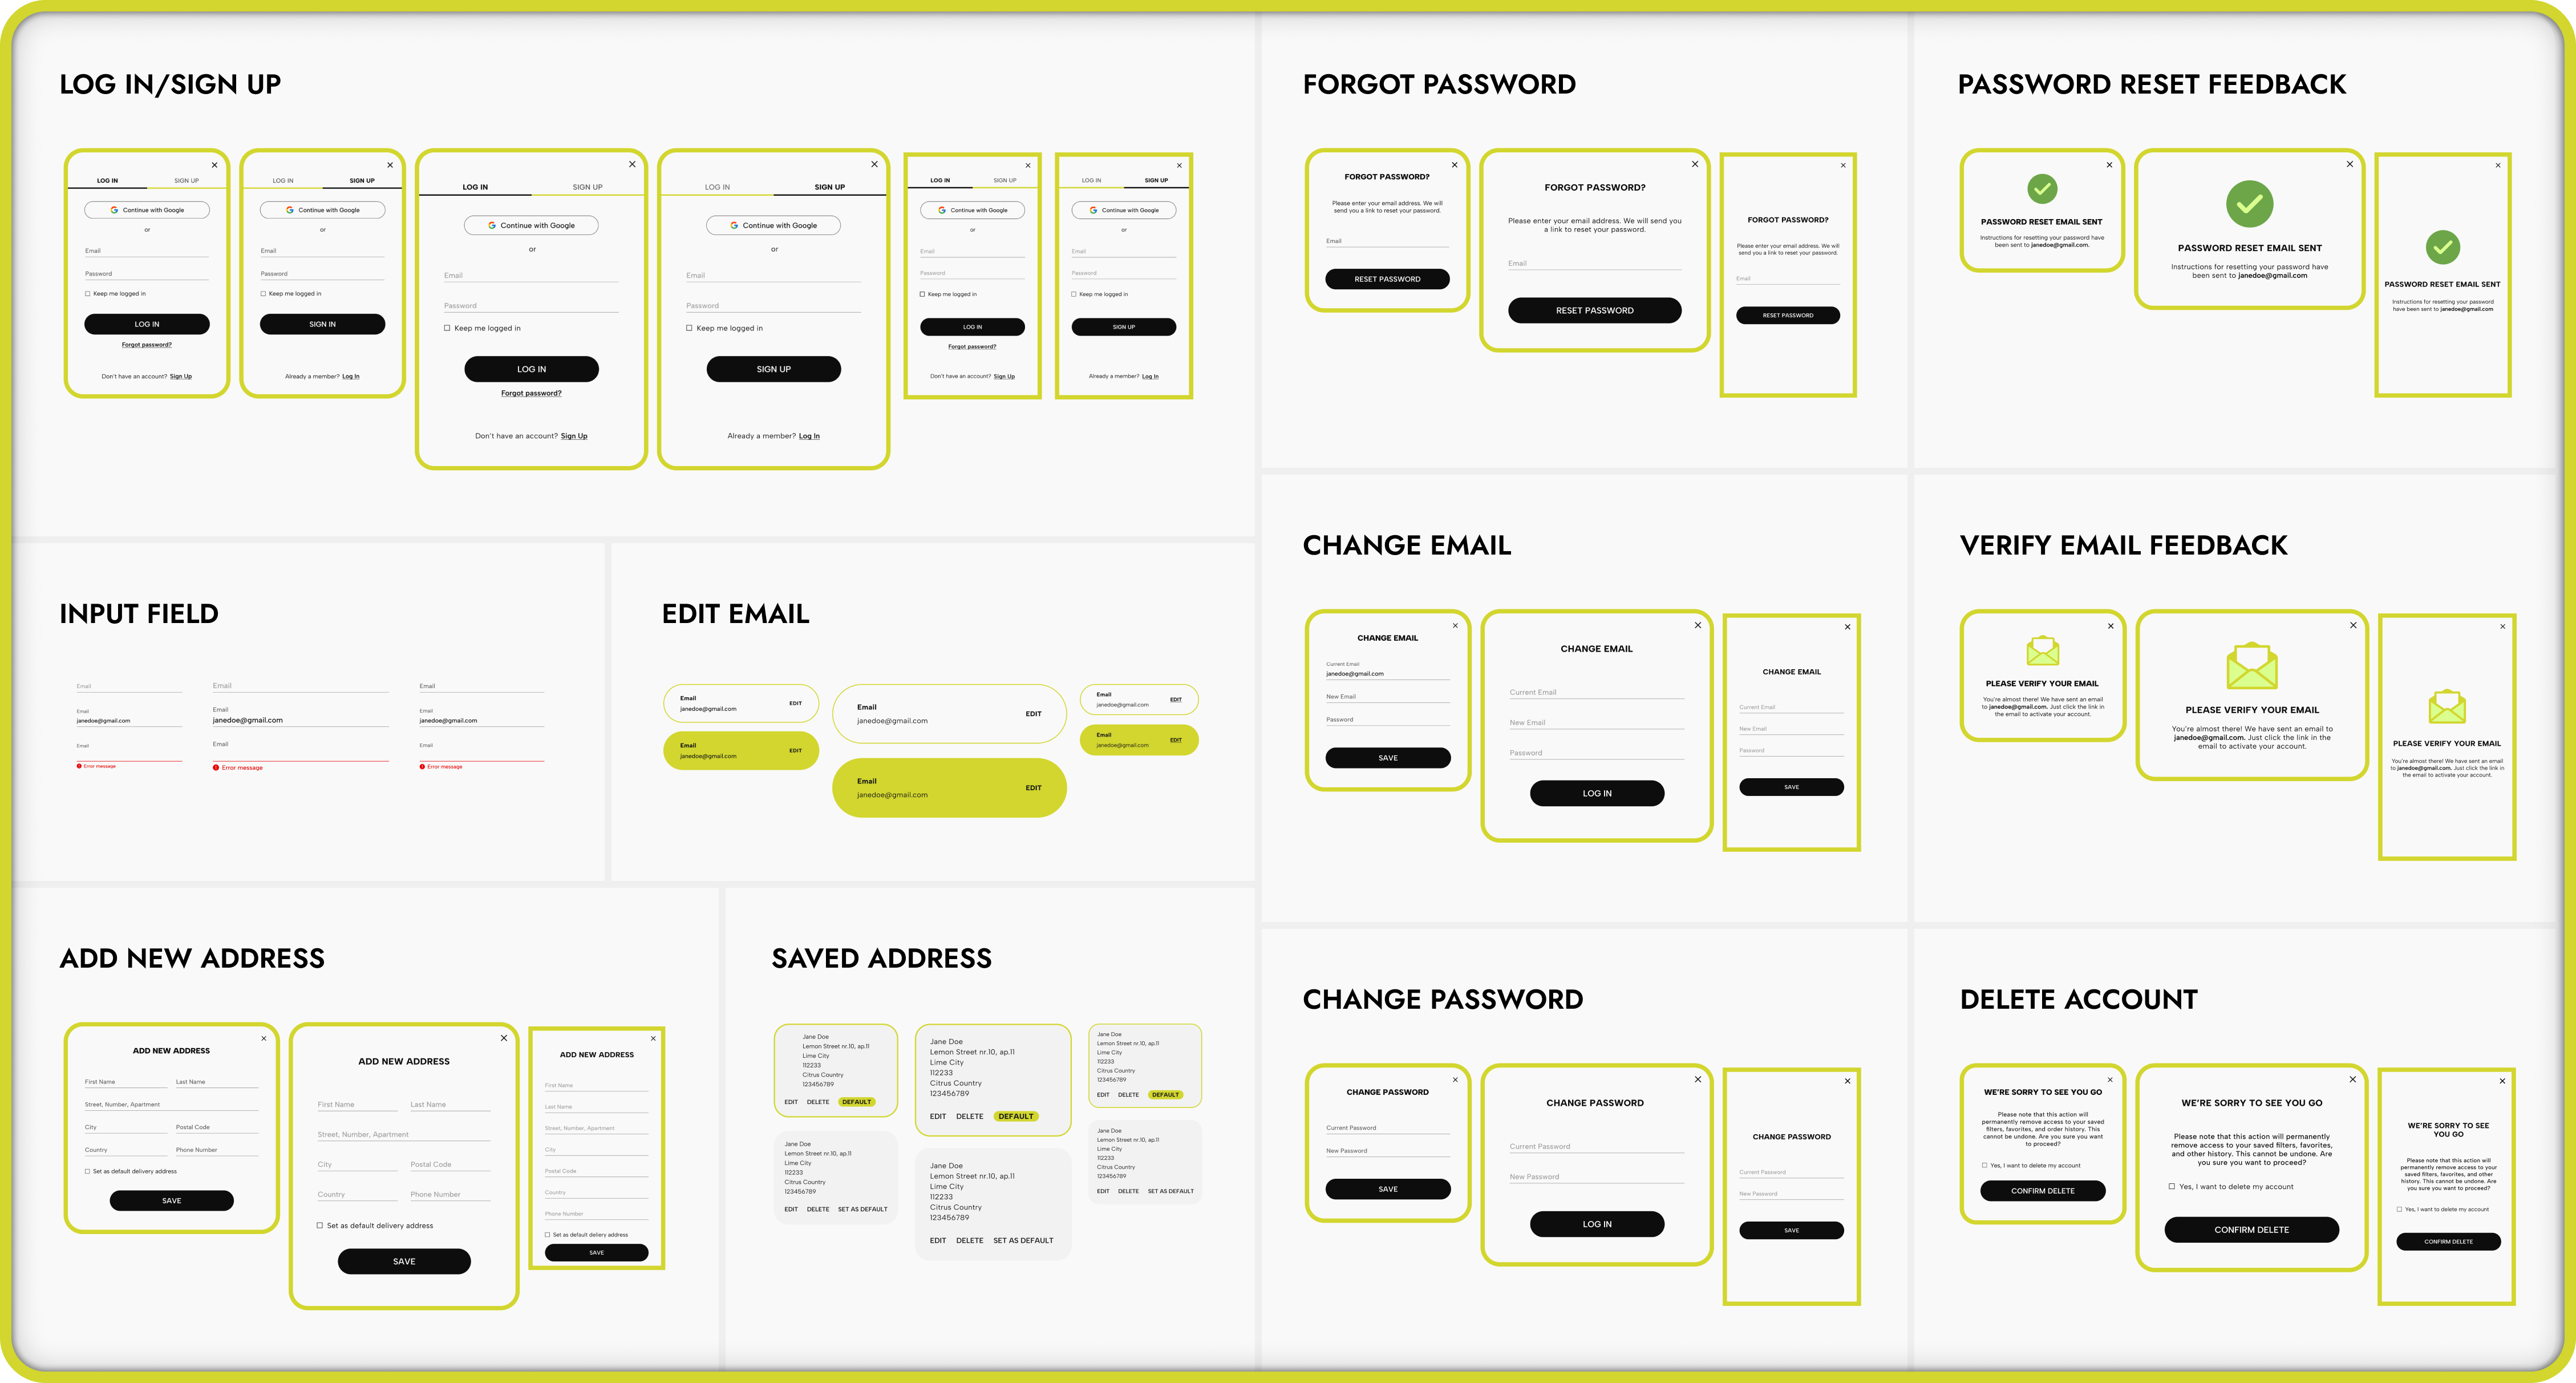 LOG IN/SIGN UP
LOG IN
SIGN UP
Continue with Google
or
Email
Password
Keep me logged in
LOG IN
Forgot password?
Don't have an account? Sign Up
LOG IN
SIGN UP
Continue with Google
or
Email
Password
Keep me logged in
SIGN IN
Already a member? Log In
LOG IN
SIGN UP
Continue with Google
or
Email
Password
Keep me logged in
LOG IN
Forgot password?
Don't have an account? Sign Up
LOG IN
SIGN UP
Continue with Google
or
Email
Password
Keep me logged in
SIGN UP
Already a member? Log In
LOG IN
SIGN UP
Continue with Google
or
Email
Password
Keep me logged in
LOG IN
Forgot password?
Don't have an account? Sign Up
LOG IN
SIGN UP
Continue with Google
or
Email
Password
Keep me logged in
SIGN UP
Already a member? Log In
FORGOT PASSWORD
FORGOT PASSWORD?
Please enter your email address. We will
send you a link to reset your password.
Email
RESET PASSWORD
FORGOT PASSWORD?
Please enter your email address. We will send you
a link to reset your password.
Email
RESET PASSWORD
FORGOT PASSWORD?
Please enter your email address. We will
send you a link to reset your password.
Email
RESET PASSWORD
PASSWORD RESET FEEDBACK
PASSWORD RESET EMAIL SENT
Instructions for resetting your password have
been sent to janedoe@gmail.com.
PASSWORD RESET EMAIL SENT
Instructions for resetting your password have
been sent to janedoe@gmail.com
PASSWORD RESET EMAIL SENT
Instructions for resetting your password
have been sent to janedoe@gmail.com
INPUT FIELD
Email
Email
janedoe@gmail.com
Email
Error message
Email
Email
janedoe@gmail.com
Email
Error message
Email
Email
janedoe@gmail.com
Email
Error message
EDIT EMAIL
Email
janedoe@gmail.com
EDIT
Email
janedoe@gmail.com
EDIT
Email
janedoe@gmail.com
EDIT
Email
janedoe@gmail.com
EDIT
Email
janedoe@gmail.com
EDIT
Email
janedoe@gmail.com
EDIT
CHANGE EMAIL
CHANGE EMAIL
Current Email
janedoe@gmail.com
New Email
Password
SAVE
CHANGE EMAIL
Current Email
New Email
Password
LOG IN
CHANGE EMAIL
Current Email
New Email
Password
SAVE
VERIFY EMAIL FEEDBACK
PLEASE VERIFY YOUR EMAIL
You're almost there! We have sent an email
to janedoe@gmail.com. Just click the link in
the email to activate your account.
PLEASE VERIFY YOUR EMAIL
You're almost there! We have sent an email to
janedoe@gmail.com. Just click the link in the
email to activate your account.
PLEASE VERIFY YOUR EMAIL
You're almost there! We have sent an email
to janedoe@gmail.com. Just click the link in
the email to activate your account.
ADD NEW ADDRESS
ADD NEW ADDRESS
First Name
Last Name
Street, Number, Apartment
City
Postal Code
Country
Phone Number
Set as default delivery address
SAVE
ADD NEW ADDRESS
First Name
Last Name
Street, Number, Apartment
City
Postal Code
Country
Phone Number
Set as default delivery address
SAVE
ADD NEW ADDRESS
First Name
Last Name
Street, Number, Apartment
City
Postal Code
Country
Phone Number
Set as default deliery address
SAVE
SAVED ADDRESS
Jane Doe
Lemon Street nr.10, ap.11
Lime City
112233
Citrus Country
123456789
EDIT DELETE DEFAULT
Jane Doe
Lemon Street nr.10, ap.11
Lime City
112233
Citrus Country
123456789
EDIT DELETE SET AS DEFAULT
Jane Doe
Lemon Street nr.10, ap.11
Lime City
112233
Citrus Country
123456789
EDIT DELETE DEFAULT
Jane Doe
Lemon Street nr.10, ap.11
Lime City
112233
Citrus Country
123456789
EDIT DELETE SET AS DEFAULT
Jane Doe
Lemon Street nr.10, ap.11
Lime City
112233
Citrus Country
123456789
EDIT DELETE DEFAULT
Jane Doe
Lemon Street nr.10, ap.11
Lime City
112233
Citrus Country
123456789
EDIT DELETE SET AS DEFAULT
CHANGE PASSWORD
CHANGE PASSWORD
Current Password
New Password
SAVE
CHANGE PASSWORD
Current Password
New Password
LOG IN
CHANGE PASSWORD
Current Password
New Password
SAVE
DELETE ACCOUNT
WE'RE SORRY TO SEE YOU GO
Please note that this action will
permanently remove access to your saved
filters, favorites, and order history. This
cannot be undone. Are you sure you want
to proceed?
Yes, I want to delete my account
CONFIRM DELETE
WE'RE SORRY TO SEE YOU GO
Please note that this action will permanently
remove access to your saved filters, favorites,
and other history. This cannot be undone. Are
you sure you want to proceed?
Yes, I want to delete my account
CONFIRM DELETE
WE'RE SORRY TO SEE
YOU GO
Please note that this action will
permanently remove access to your
saved filters, favorites, and other
history. This cannot be undone. Are
you sure you want to proceed?
Yes, I want to delete my account
CONFIRM DELETE